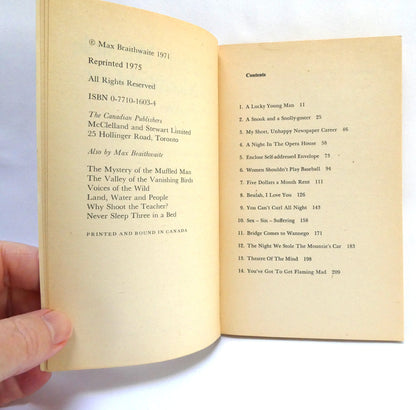 © Max Braithwaite 1971
Reprinted 1975
All Rights Reserved
ISBN 0-7710-1603-4
The Canadian Publishers
McClelland and Stewart Limited
25 Hollinger Road, Toronto
Also by Max Braithwaite
The Mystery of the Muffled Man
The Valley of the Vanishing Birds
Voices of the Wild
Land, Water and People
Why Shoot the Teacher?
Never Sleep Three in a Bed
PRINTED AND BOUND IN CANADA
Contents
1. A Lucky Young Man 11
2. A Snook and a Snollygoster 25
3. My Short, Unhappy Newspaper Career 46
4. A Night In The Opera House 58
5. Enclose Self-addressed Envelope 73
6. Women Shouldn't Play Baseball 94
7. Five Dollars a Month Rent 111
8. Beulah, I Love You 126
9. You Can't Curl All Night 143
10. Sex – Sin – Suffering 158
11. Bridge Comes to Wannego 171
12. The Night We Stole The Mountie's Car 183
13. Theatre Of The Mind 198
14. You've Got To Get Flaming Mad 209